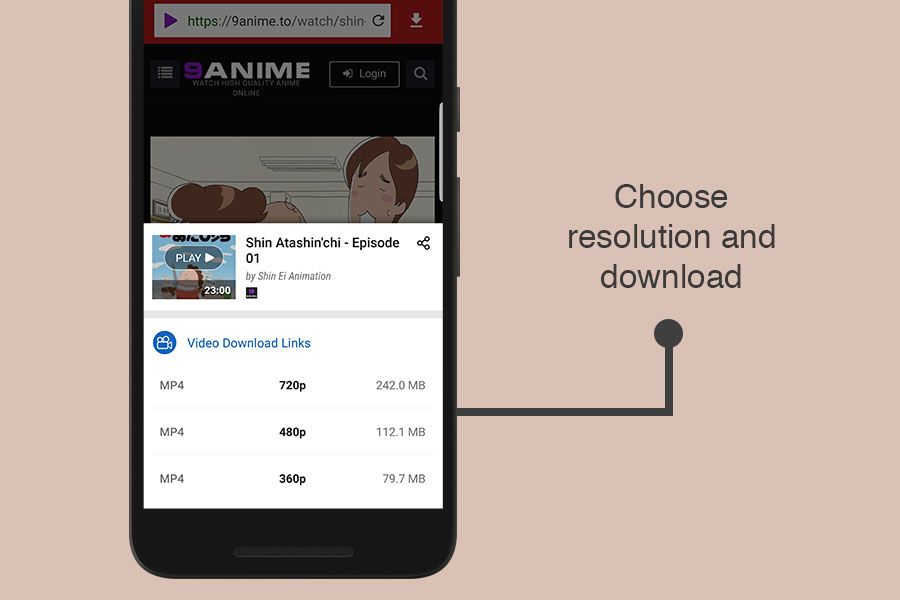 https://9anime.to/watch/shin-
9ANIME
WATCH HIGH QUALITY ANIME
ONLINE
Login
Shin Atashin'chi - Episode
01
PLAY
by Shin Ei Animation
23:00
Video Download Links
MP4 720p 242.0 MB
MP4 480p 112.1 MB
MP4 360p 79.7 MB
Choose
resolution and
download